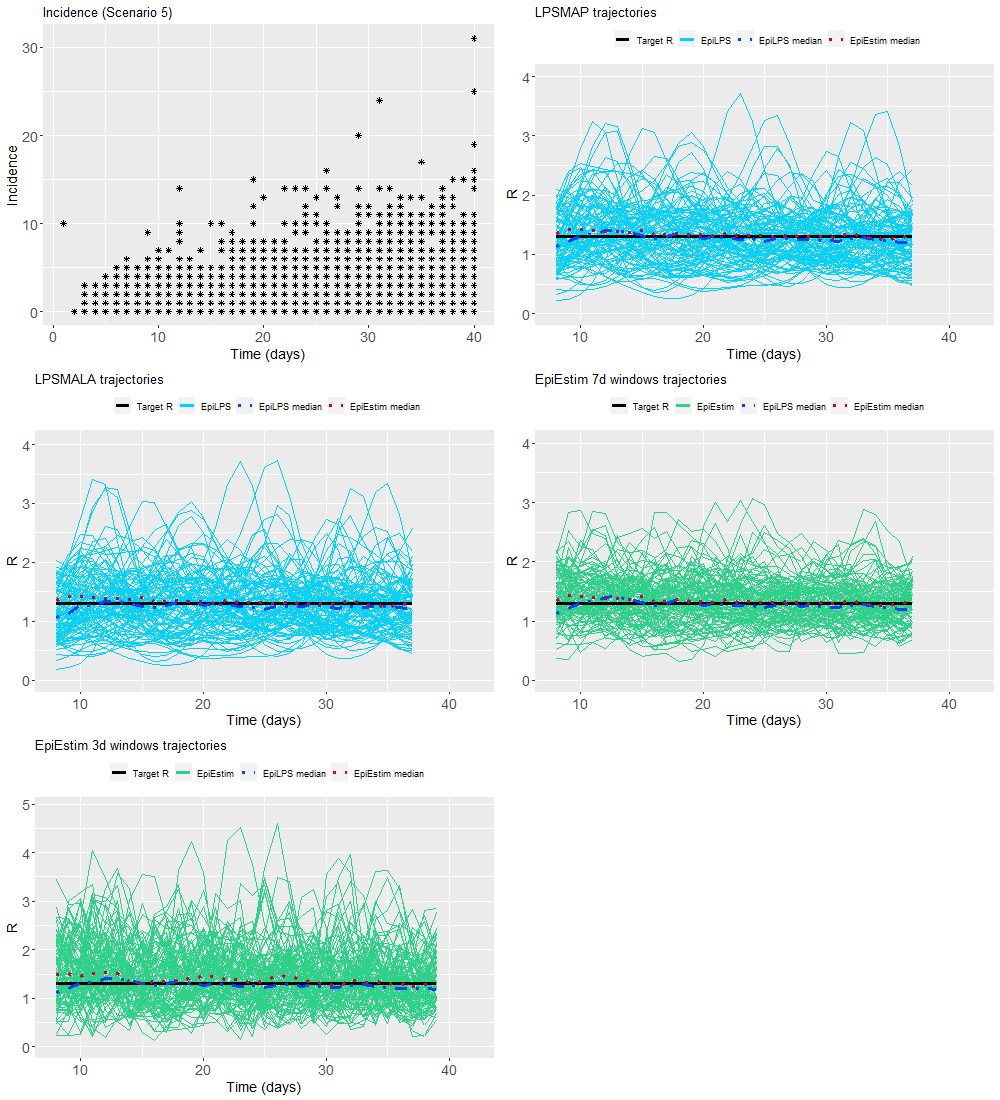 Incidence (Scenario 5)
30
20
10
0
Incidence
0 10 20 30 40
Time (days)
LPSMAP trajectories
Target R EpiLPS EpiLPS median EpiEstim median
4
3
2
1
0
R
10 20 30 40
Time (days)
LPSMALA trajectories
Target R EpiLPS EpiLPS median EpiEstim median
4
3
2
1
0
R
10 20 30 40
Time (days)
EpiEstim 7d windows trajectories
Target R EpiEstim EpiLPS median EpiEstim median
4
3
2
1
0
R
10 20 30 40
Time (days)
EpiEstim 3d windows trajectories
Target R EpiEstim EpiLPS median EpiEstim median
5
4
3
2
1
0
R
10 20 30 40
Time (days)